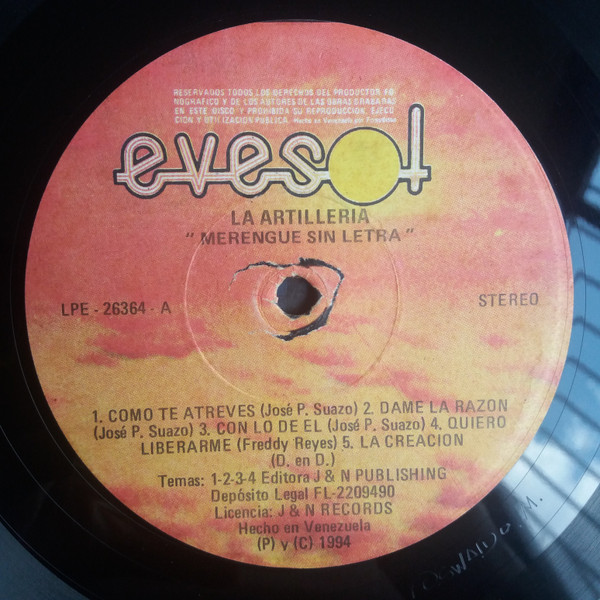 RESERVADOS TODOS LOS DERECHOS DEL PRODUCTOR FO-
NOGRAFICO Y DE LOS AUTORES DE LAS OBRAS GRABADAS
EN ESTE DISCO Y PROHIBIDA SU REPRODUCCION, EJECU-
CION Y UTILIZACION PUBLICA. Hecho en Venezuela por
evesol
LA ARTILLERIA
"MERENGUE SIN LETRA"
LPE - 26364 - A
STEREO
1. COMO TE ATREVES (José P. Suazo) 2. DAME LA RAZON
(José P. Suazo) 3. CON LO DE EL (José P. Suazo) 4. QUIERO
LIBERARME (Freddy Reyes) 5. LA CREACION
(D. en D.)
Temas: 1-2-3-4 Editora J & N PUBLISHING
Depósito Legal FL-2209490
Licencia: J & N RECORDS
Hecho en Venezuela
(P) y (C) 1994